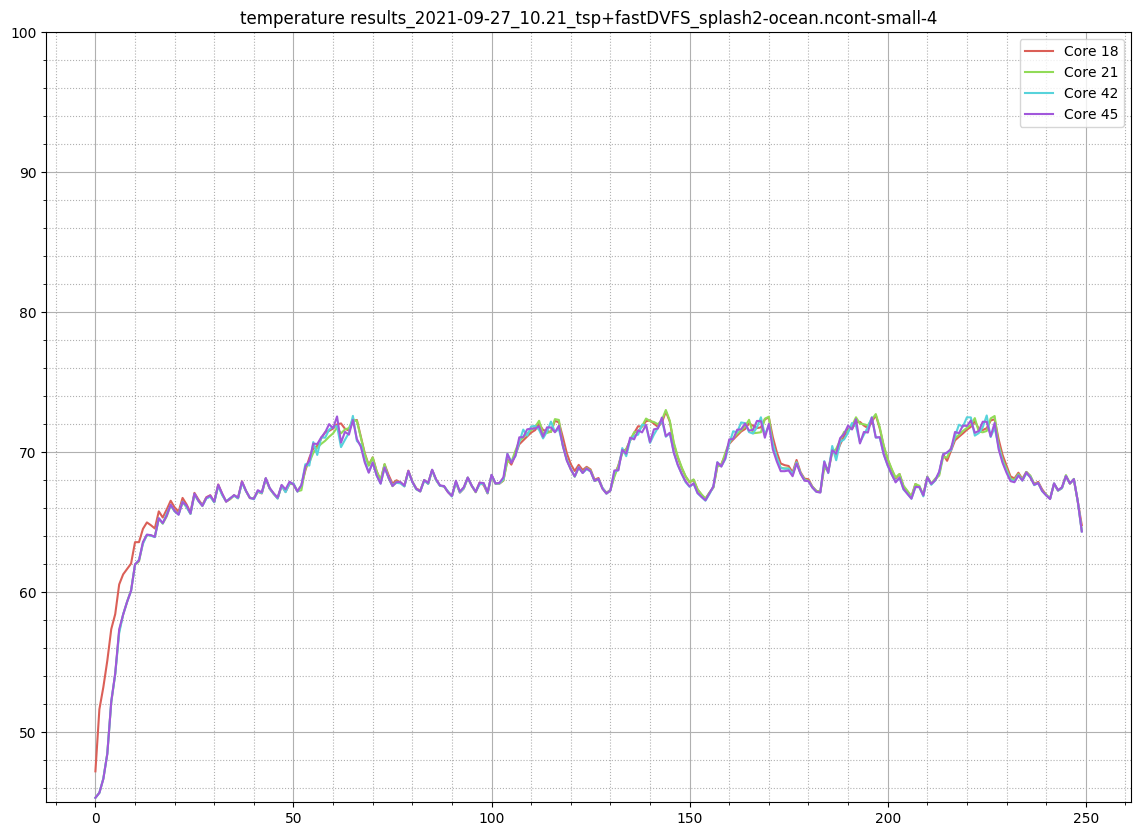 temperature results_2021-09-27_10.21_tsp+fastDVFS_splash2-ocean.ncont-small-4
100
90
80
70
60
50
Core 18
Core 21
Core 42
Core 45
0 50 100 150 200 250